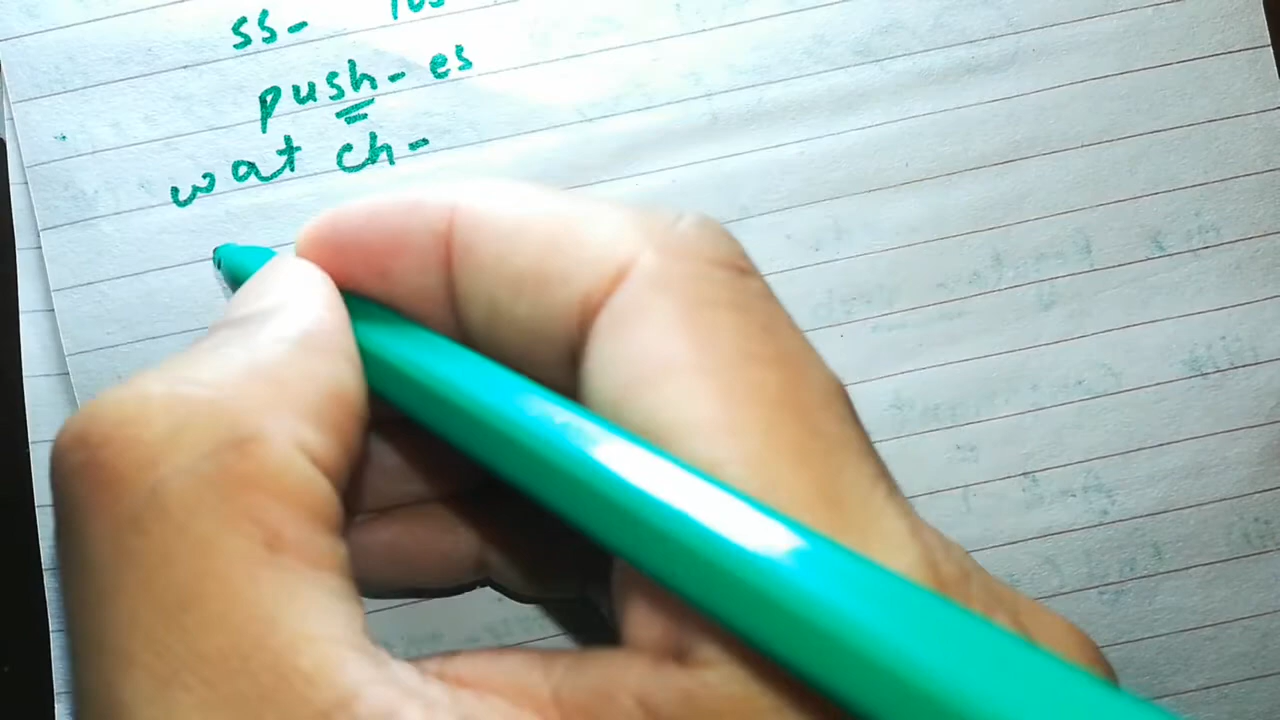 ss-
push- es
wat ch-